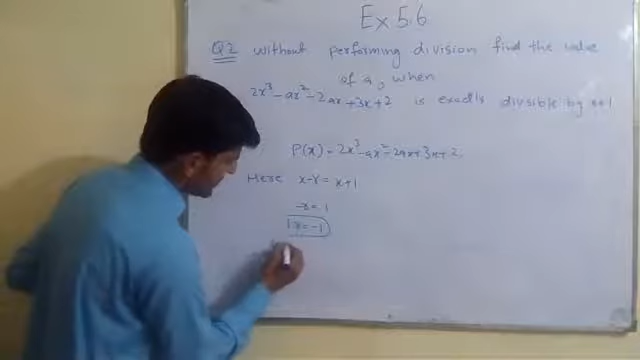 Ex 5.6
Q2 without performing division find the value
of a, when
2x³ - ax² - 2ax + 3x + 2 is exactly divisible by x+1
P(x) = 2x³ - ax² - 2ax + 3x + 2
Here x-r = x+1
-r = 1
r = -1